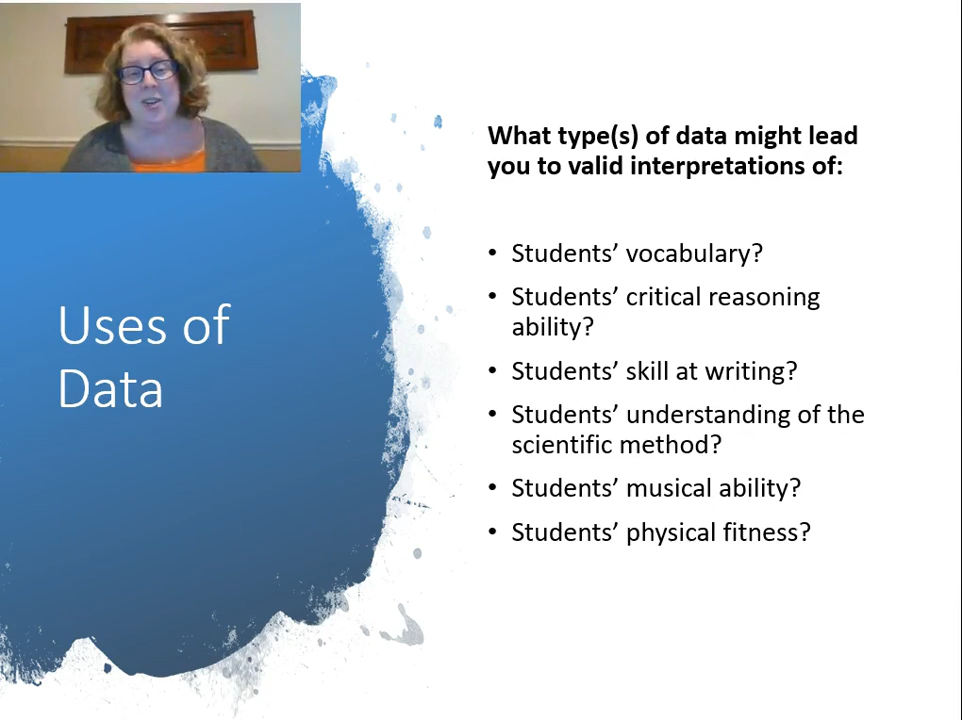 Uses of
Data
What type(s) of data might lead
you to valid interpretations of:
• Students’ vocabulary?
• Students’ critical reasoning
ability?
• Students’ skill at writing?
• Students’ understanding of the
scientific method?
• Students’ musical ability?
• Students’ physical fitness?